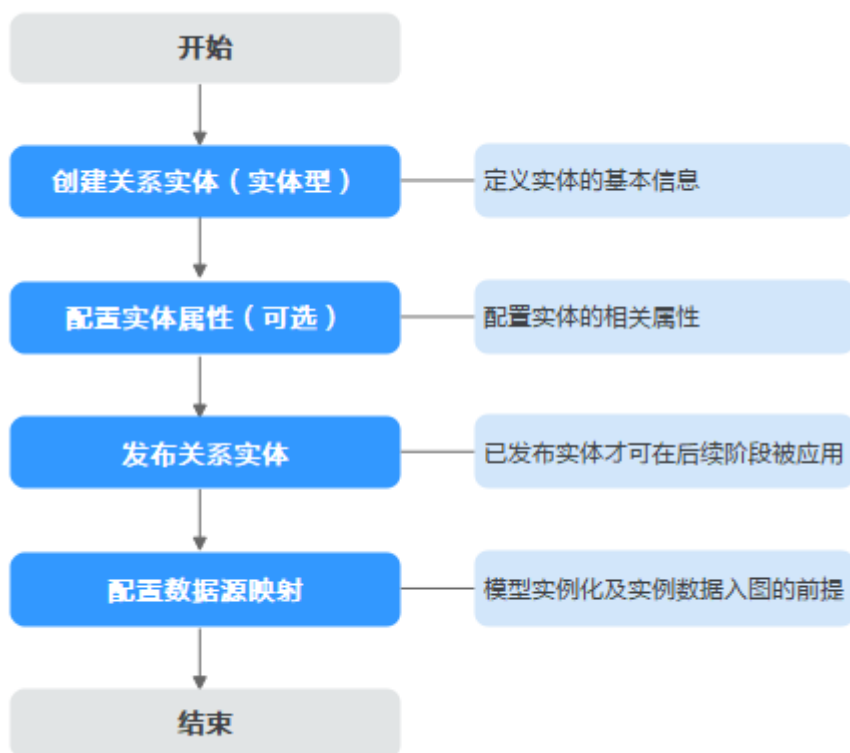 开始
创建关系实体（实体型）
定义实体的基本信息
配置实体属性（可选）
配置实体的相关属性
发布关系实体
已发布实体才可在后续阶段被应用
配置数据源映射
模型实例化及实例数据入图的前提
结束